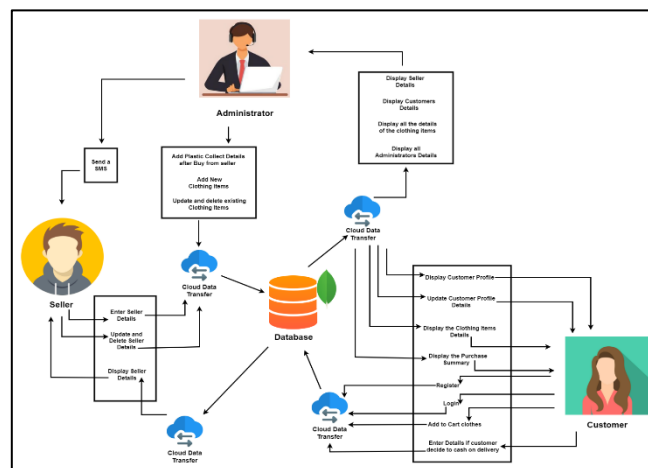 Administrator
Display Seller
Details
Display Customers
Details
Display all the details
of the clothing items
Display all
Administrators Details
Send a
SMS
Add Plastic Collect Details
after Buy from seller
Add New
Clothing Items
Update and delete existing
Clothing Items
Cloud Data
Transfer
Seller
Cloud Data
Transfer
Enter Seller
Details
Update and
Delete Seller
Details
Display Seller
Details
Database
Cloud Data
Transfer
Display Customer Profile
Update Customer Profile
Details
Display the Clothing Items
Details
Display the Purchase
Summary
Register
Login
Add to Cart clothes
Enter Details if customer
decide to cash on delivery
Customer
Cloud Data
Transfer